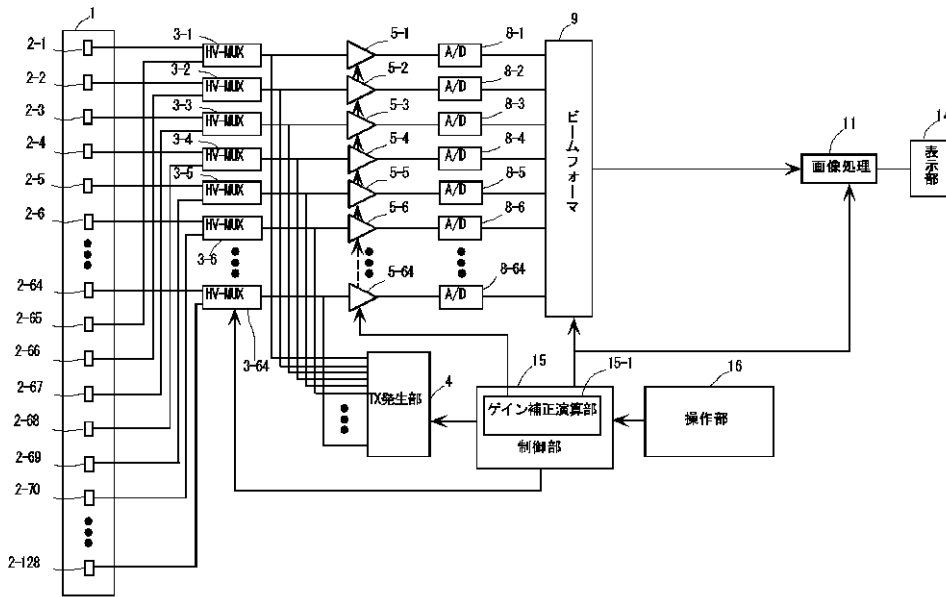 1
2-1
2-2
2-3
2-4
2-5
2-6
2-64
2-65
2-66
2-67
2-68
2-69
2-70
2-128
3-1
HV-MUX
3-2
HV-MUX
3-3
HV-MUX
3-4
HV-MUX
3-5
HV-MUX
HV-MUX
3-6
HV-MUX
3-64
5-1
5-2
5-3
5-4
5-5
5-6
5-64
A/D
8-1
A/D
8-2
A/D
8-3
A/D
8-4
A/D
8-5
A/D
8-6
A/D
8-64
9
ビームフォーマ
11
画像処理
14
表示部
4
TX発生部
15
15-1
ゲイン補正演算部
制御部
16
操作部